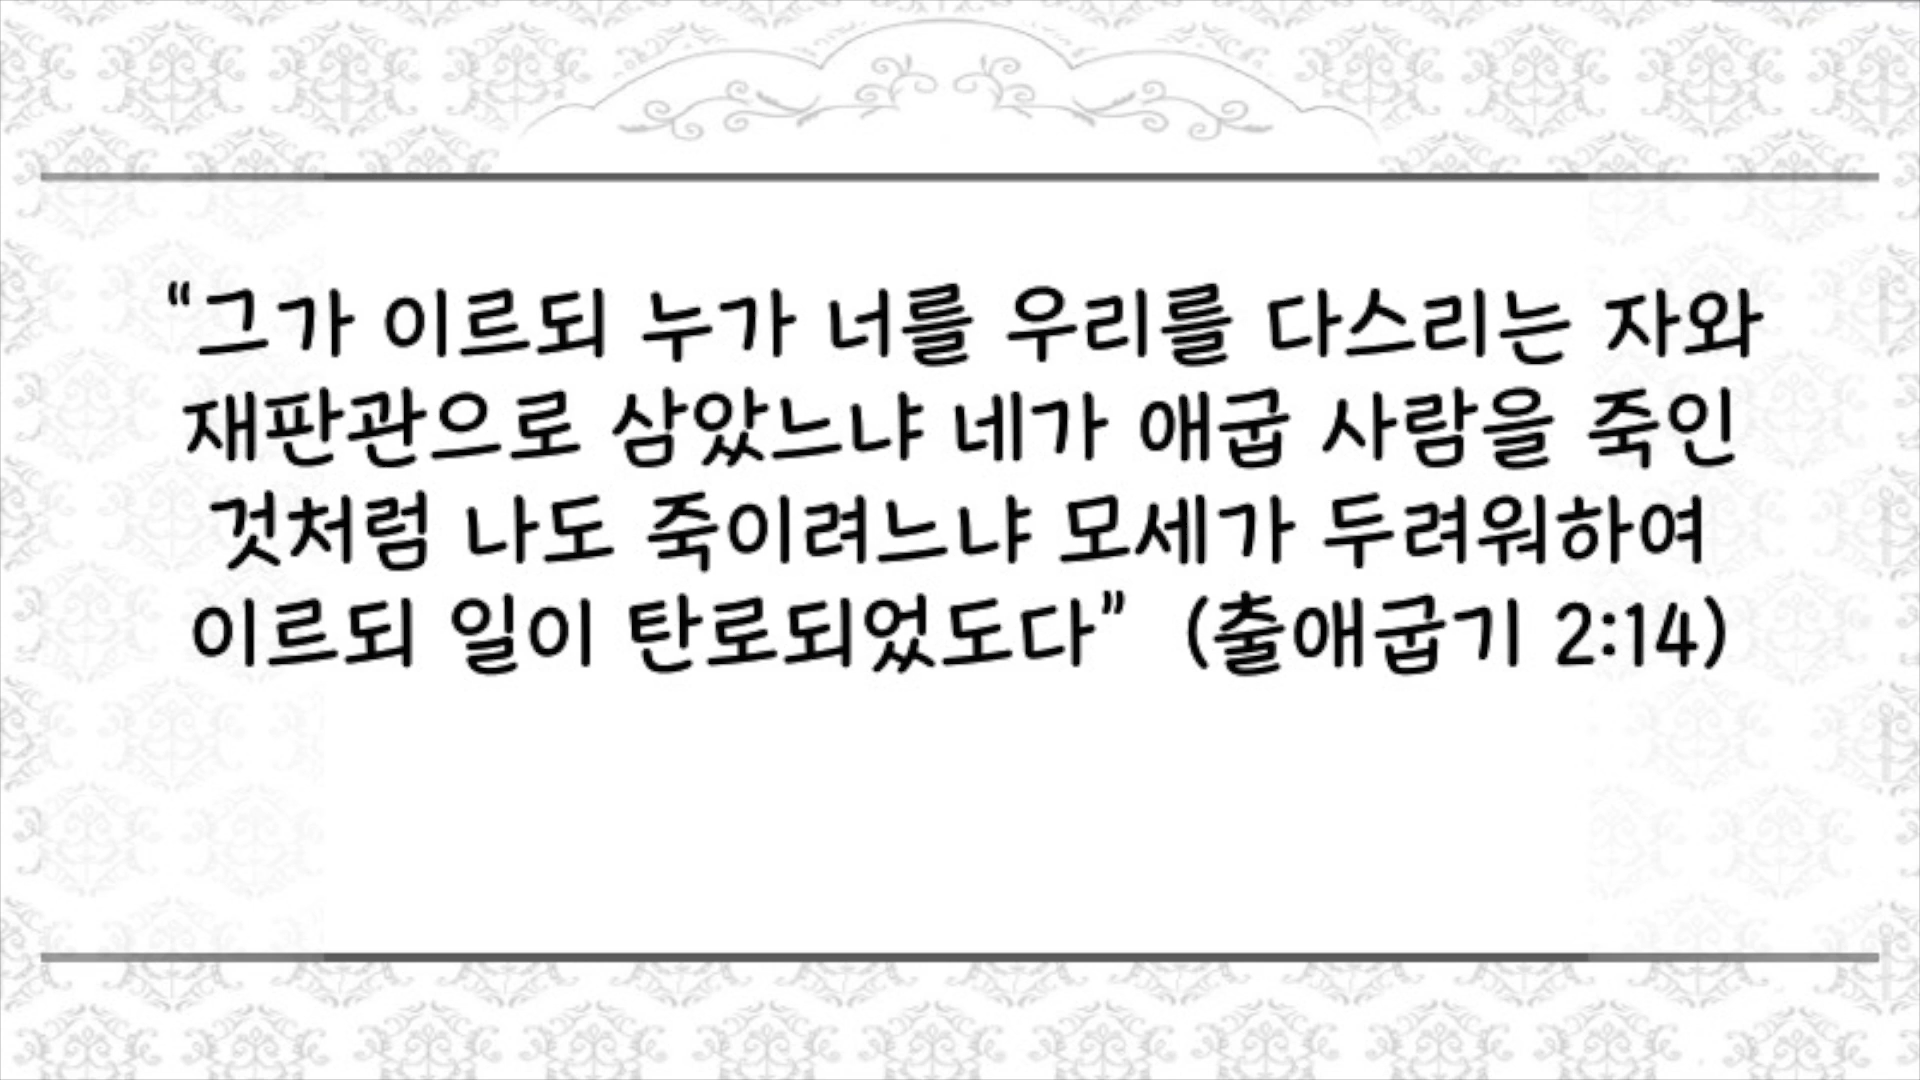 “그가 이르되 누가 너를 우리를 다스리는 자와
재판관으로 삼았느냐 네가 애굽 사람을 죽인
것처럼 나도 죽이려느냐 모세가 두려워하여
이르되 일이 탄로되었도다” (출애굽기 2:14)